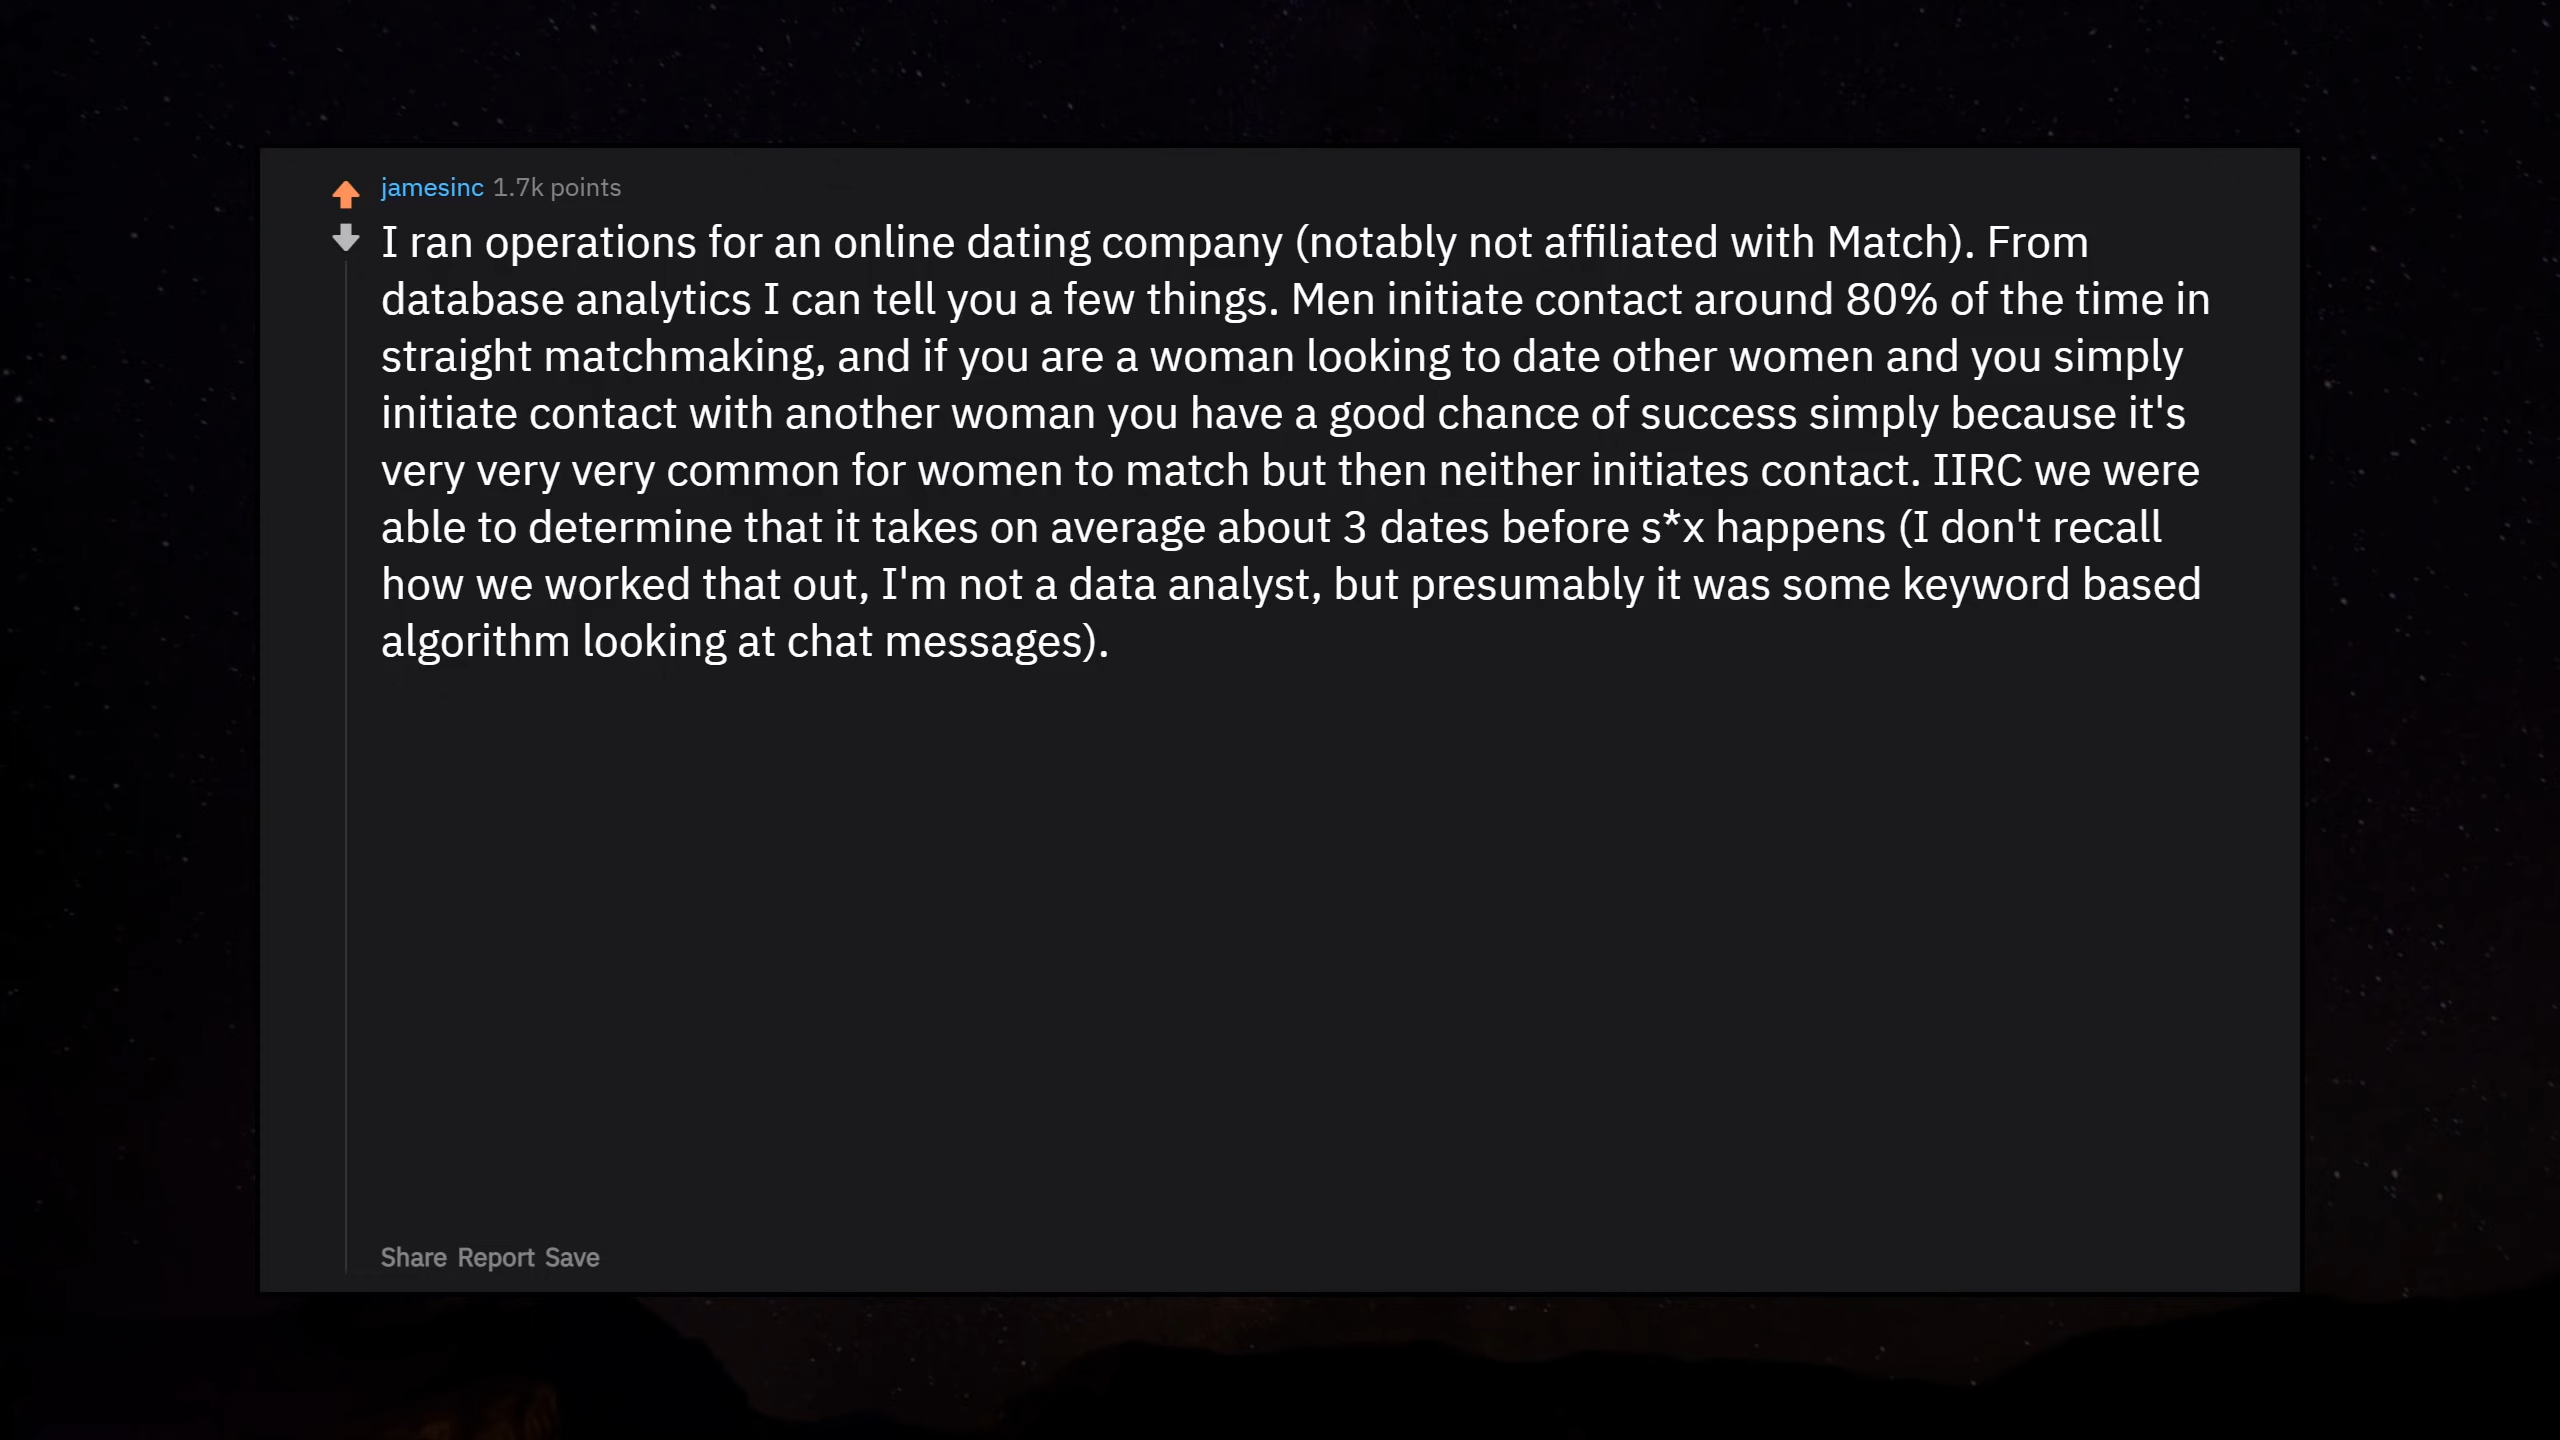 jamesinc 1.7k points
I ran operations for an online dating company (notably not affiliated with Match). From
database analytics I can tell you a few things. Men initiate contact around 80% of the time in
straight matchmaking, and if you are a woman looking to date other women and you simply
initiate contact with another woman you have a good chance of success simply because it's
very very very common for women to match but then neither initiates contact. IIRC we were
able to determine that it takes on average about 3 dates before s*x happens (I don't recall
how we worked that out, I'm not a data analyst, but presumably it was some keyword based
algorithm looking at chat messages).
Share Report Save